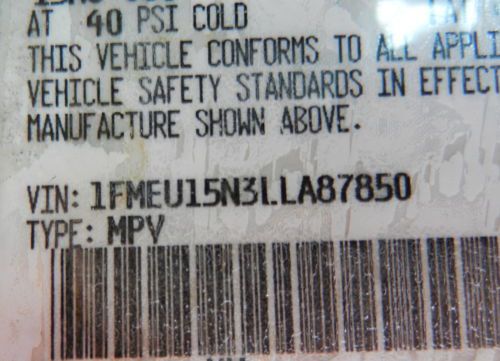 AT 40 PSI COLD
THIS VEHICLE CONFORMS TO ALL
VEHICLE SAFETY STANDARDS IN EFFECT
MANUFACTURE SHOWN ABOVE.
VIN: 1FMEU15N3LLA87850
TYPE: MPV